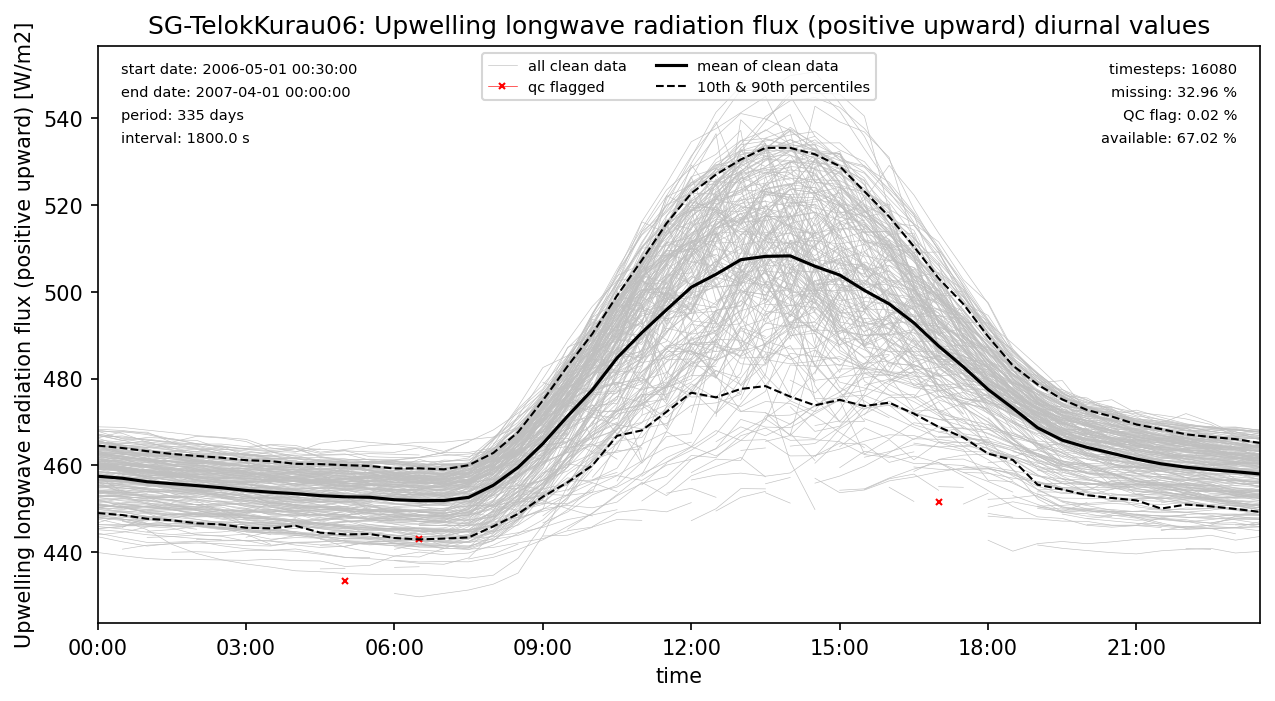 SG-TelokKurau06: Upwelling longwave radiation flux (positive upward) diurnal values
Upwelling longwave radiation flux (positive upward) [W/m2]
start date: 2006-05-01 00:30:00
end date: 2007-04-01 00:00:00
period: 335 days
interval: 1800.0 s
all clean data
qc flagged
mean of clean data
10th & 90th percentiles
timesteps: 16080
missing: 32.96 %
QC flag: 0.02 %
available: 67.02 %
540
520
500
480
460
440
00:00 03:00 06:00 09:00 12:00 15:00 18:00 21:00
time